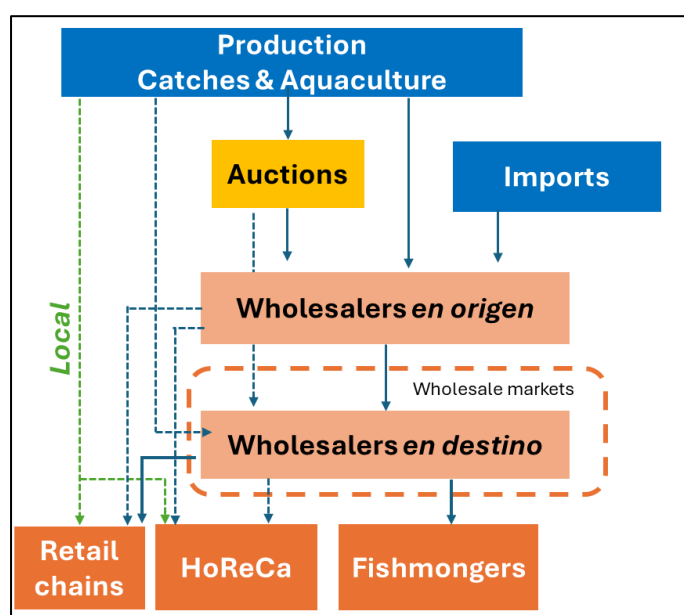 Production
Catches & Aquaculture
Auctions
Imports
Wholesalers en origen
Local
Wholesale markets
Wholesalers en destino
Retail
chains
HoReCa
Fishmongers